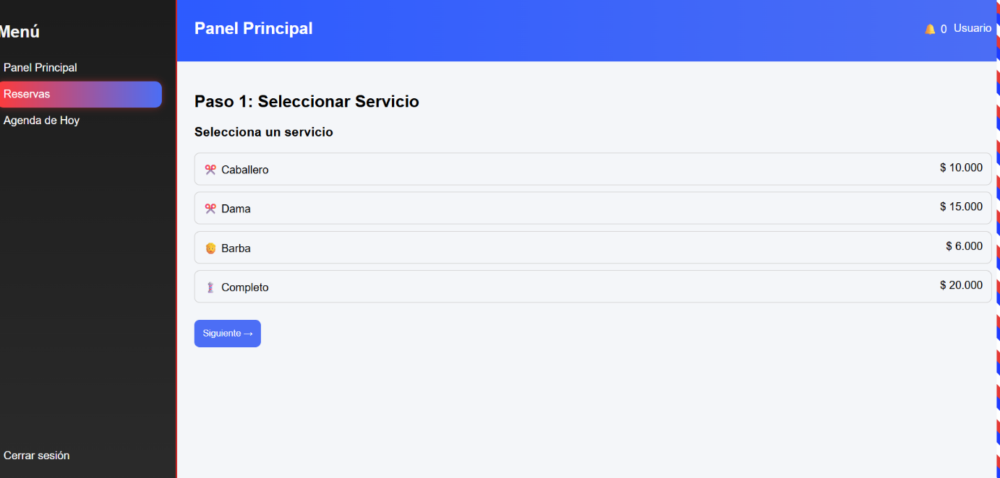 Menú
Panel Principal
Reservas
Agenda de Hoy
Cerrar sesión
Panel Principal
0 Usuario
Paso 1: Seleccionar Servicio
Selecciona un servicio
Caballero $ 10.000
Dama $ 15.000
Barba $ 6.000
Completo $ 20.000
Siguiente →